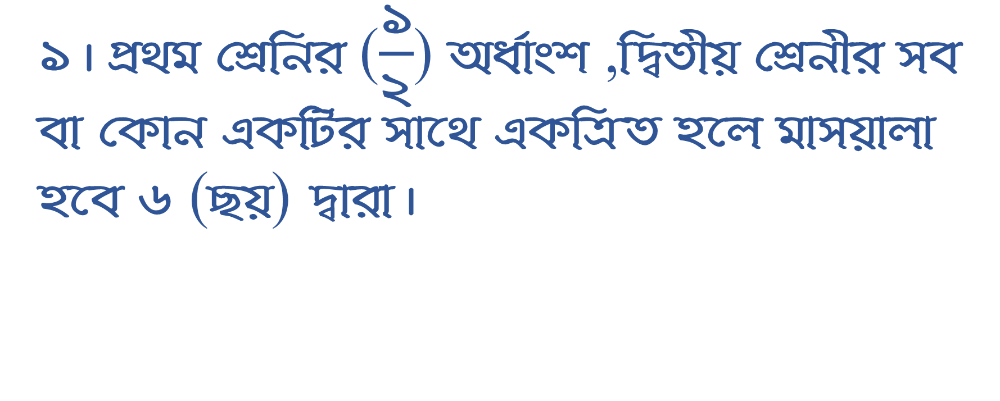 ১। প্রথম শ্রেনির (১/২) অর্ধাংশ ,দ্বিতীয় শ্রেনীর সব
বা কোন একটির সাথে একত্রিত হলে মাসয়ালা
হবে ৬ (ছয়) দ্বারা।